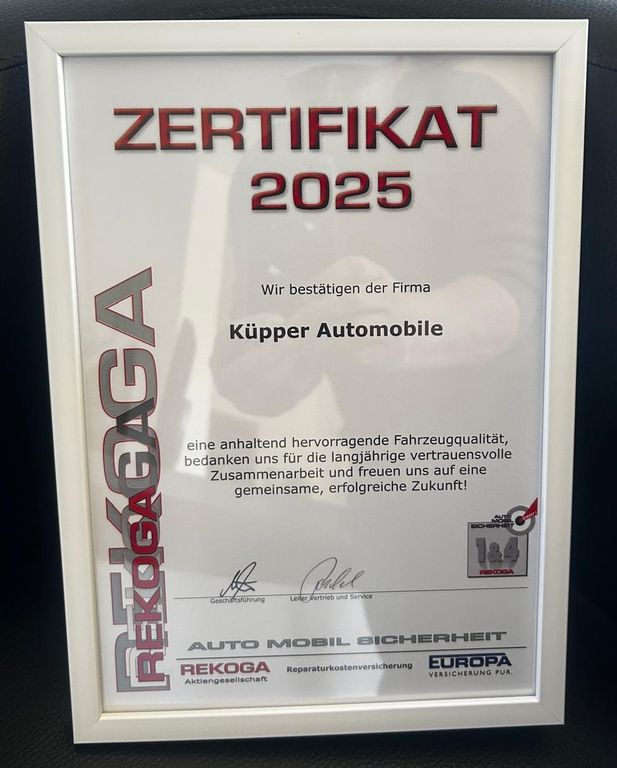 ZERTIFIKAT
2025
Wir bestätigen der Firma
Küpper Automobile
eine anhaltend hervorragende Fahrzeugqualität,
bedanken uns für die langjährige vertrauensvolle
Zusammenarbeit und freuen uns auf eine
gemeinsame, erfolgreiche Zukunft!
REKOGA
REKOGAGA
AUTO
MOBIL
SICHERHEIT
1&4
REKOGA
Geschäftsführung
Leiter Vertrieb und Service
AUTO MOBIL SICHERHEIT
REKOGA
Aktiengesellschaft
Reparaturkostenversicherung
EUROPA
VERSICHERUNG PUR.